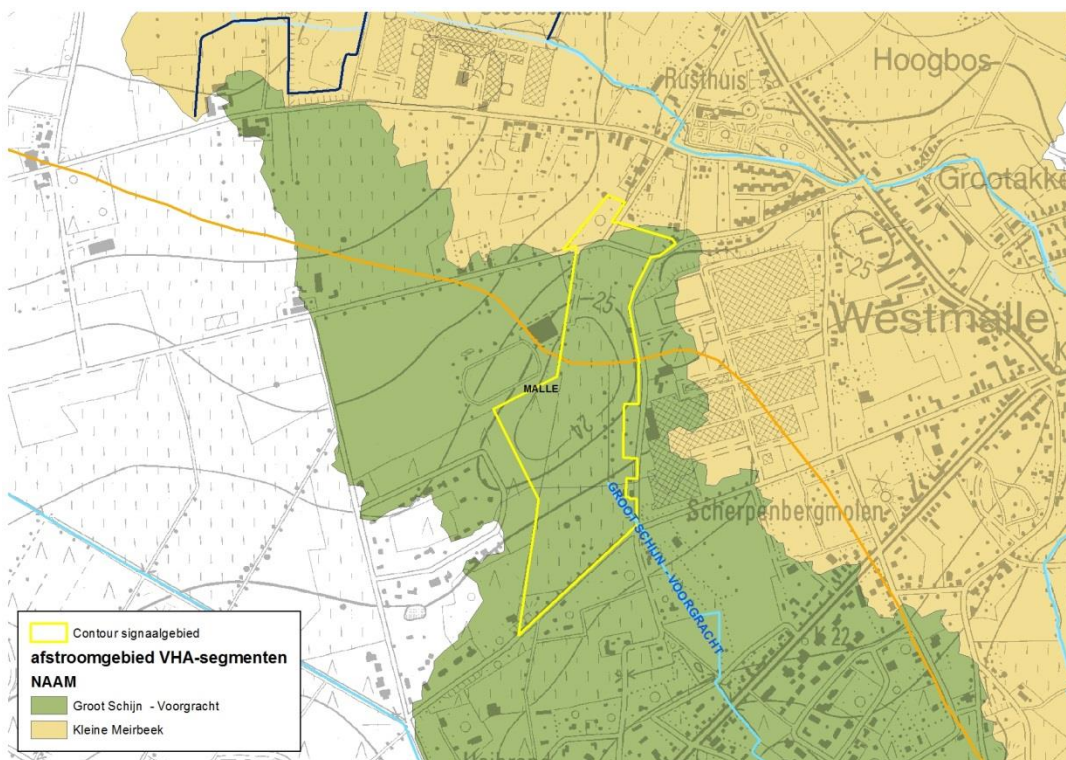 Hoogbos
Rusthuis
Grootakke
25
25
Westmalle
MALLE
24
GROOT SCHIJN - VOORGRACHT
Scherpenbergmolen
22
Contour signaalgebied
afstroomgebied VHA-segmenten
NAAM
Groot Schijn - Voorgracht
Kleine Meirbeek